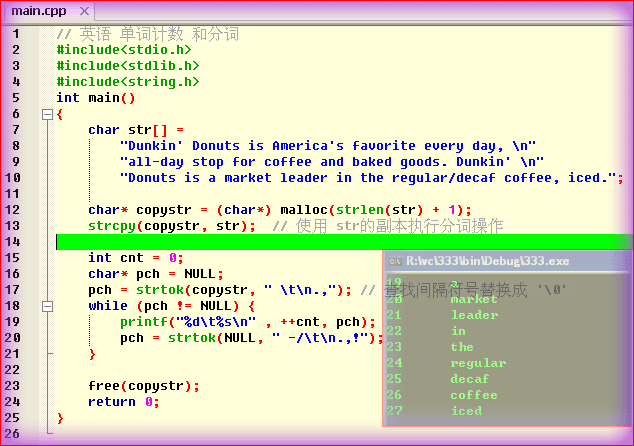 main.cpp
1 // 英语 单词计数 和分词
2 #include<stdio.h>
3 #include<stdlib.h>
4 #include<string.h>
5 int main()
6 {
7 char str[] =
8 "Dunkin' Donuts is America's favorite every day, \n"
9 "all-day stop for coffee and baked goods. Dunkin' \n"
10 "Donuts is a market leader in the regular/decaf coffee, iced.";
11
12 char* copystr = (char*) malloc(strlen(str) + 1);
13 strcpy(copystr, str); // 使用 str的副本执行分词操作
14
15 int cnt = 0;
16 char* pch = NULL;
17 pch = strtok(copystr, " \t\n.,"); // 查找间隔符号替换成 '\0'
18 while (pch != NULL) {
19 printf("%d\t%s\n" , ++cnt, pch);
20 pch = strtok(NULL, " -/\t\n.,!");
21 }
22
23 free(copystr);
24 return 0;
25 }
26
R:\wc\333\bin\Debug\333.exe
19 a
20 market
21 leader
22 in
23 the
24 regular
25 decaf
26 coffee
27 iced